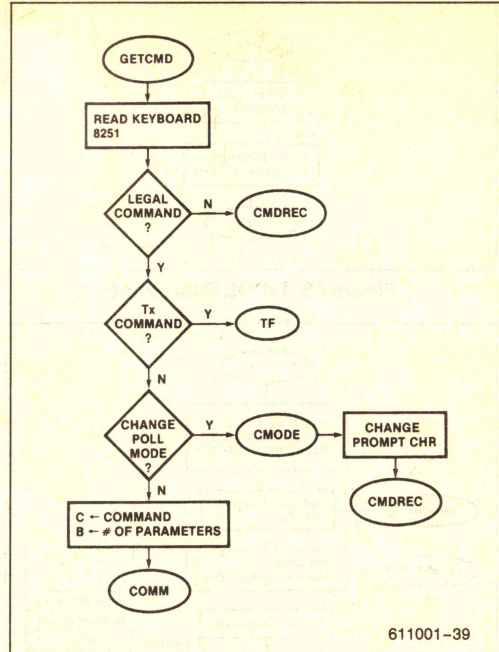 GETCMD
READ KEYBOARD
8251
LEGAL
COMMAND
?
N
CMDREC
Y
Tx
COMMAND
?
Y
TF
N
CHANGE
POLL
MODE
?
Y
CMODE
CHANGE
PROMPT CHR
CMDREC
N
C ← COMMAND
B ← # OF PARAMETERS
COMM
611001–39